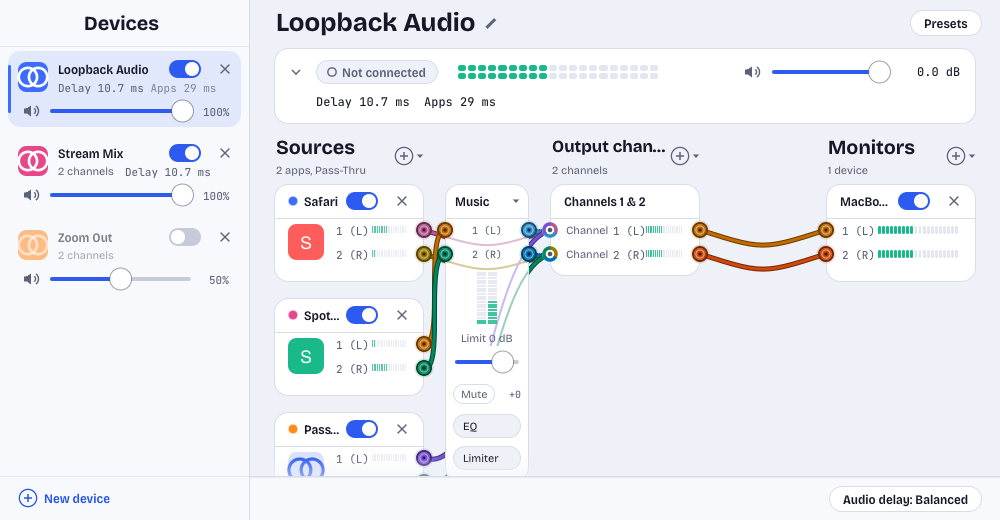 Devices
Loopback Audio
Delay 10.7 ms Apps 29 ms
100%
Stream Mix
2 channels Delay 10.7 ms
100%
Zoom Out
2 channels
50%
New device
Loopback Audio
Presets
Not connected
0.0 dB
Delay 10.7 ms Apps 29 ms
Sources
2 apps, Pass-Thru
Output chan...
2 channels
Monitors
1 device
Safari
S
1 (L)
2 (R)
Spot...
S
1 (L)
2 (R)
Pass...
1 (L)
Music
1 (L)
2 (R)
Limit 0 dB
Mute +0
EQ
Limiter
Channels 1 & 2
Channel 1 (L)
Channel 2 (R)
MacBo...
1 (L)
2 (R)
Audio delay: Balanced